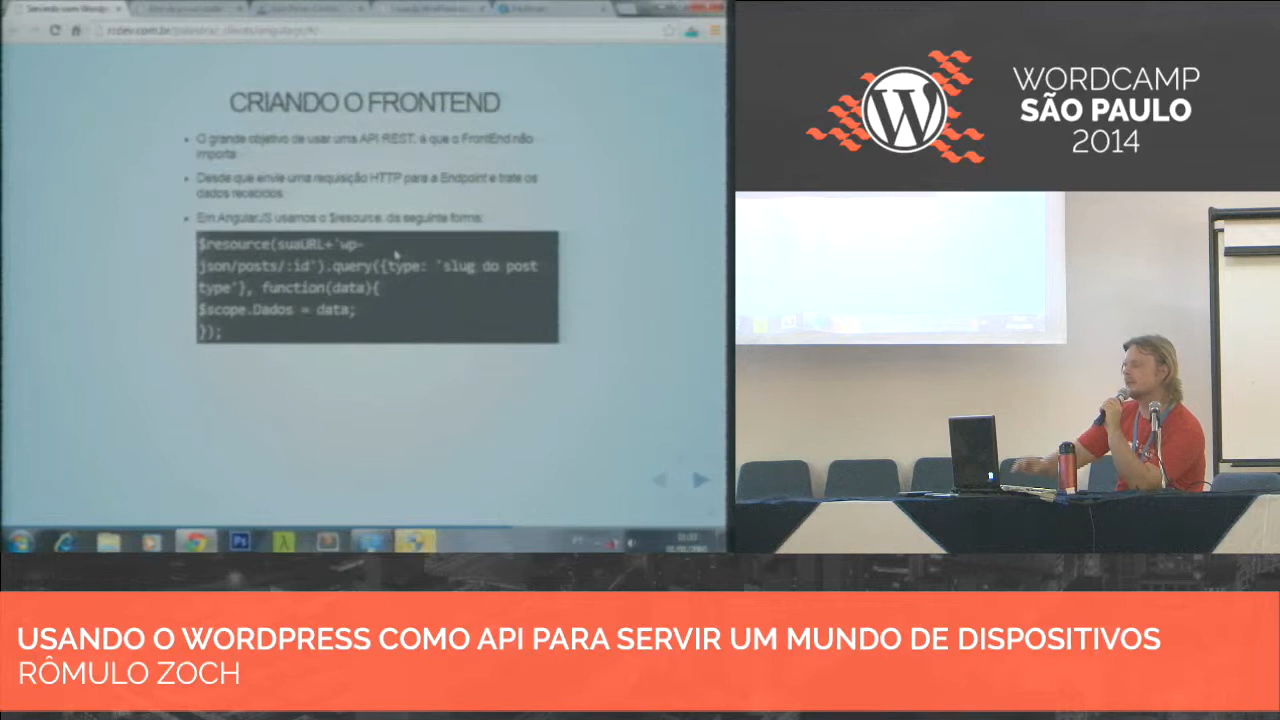 CRIANDO O FRONTEND
O grande objetivo de usar uma API REST, é que o FrontEnd não
importa
Desde que envie uma requisição HTTP para a Endpoint e trate os
dados recebidos
Em AngularJS usamos o $resource, da seguinte forma:
$resource(suaURL+'wp-
json/posts/:id').query({type: 'slug do post
type'}, function(data){
$scope.Dados = data;
});
Ps
WORDCAMP
SÃO PAULO
2014
USANDO O WORDPRESS COMO API PARA SERVIR UM MUNDO DE DISPOSITIVOS
RÔMULO ZOCH